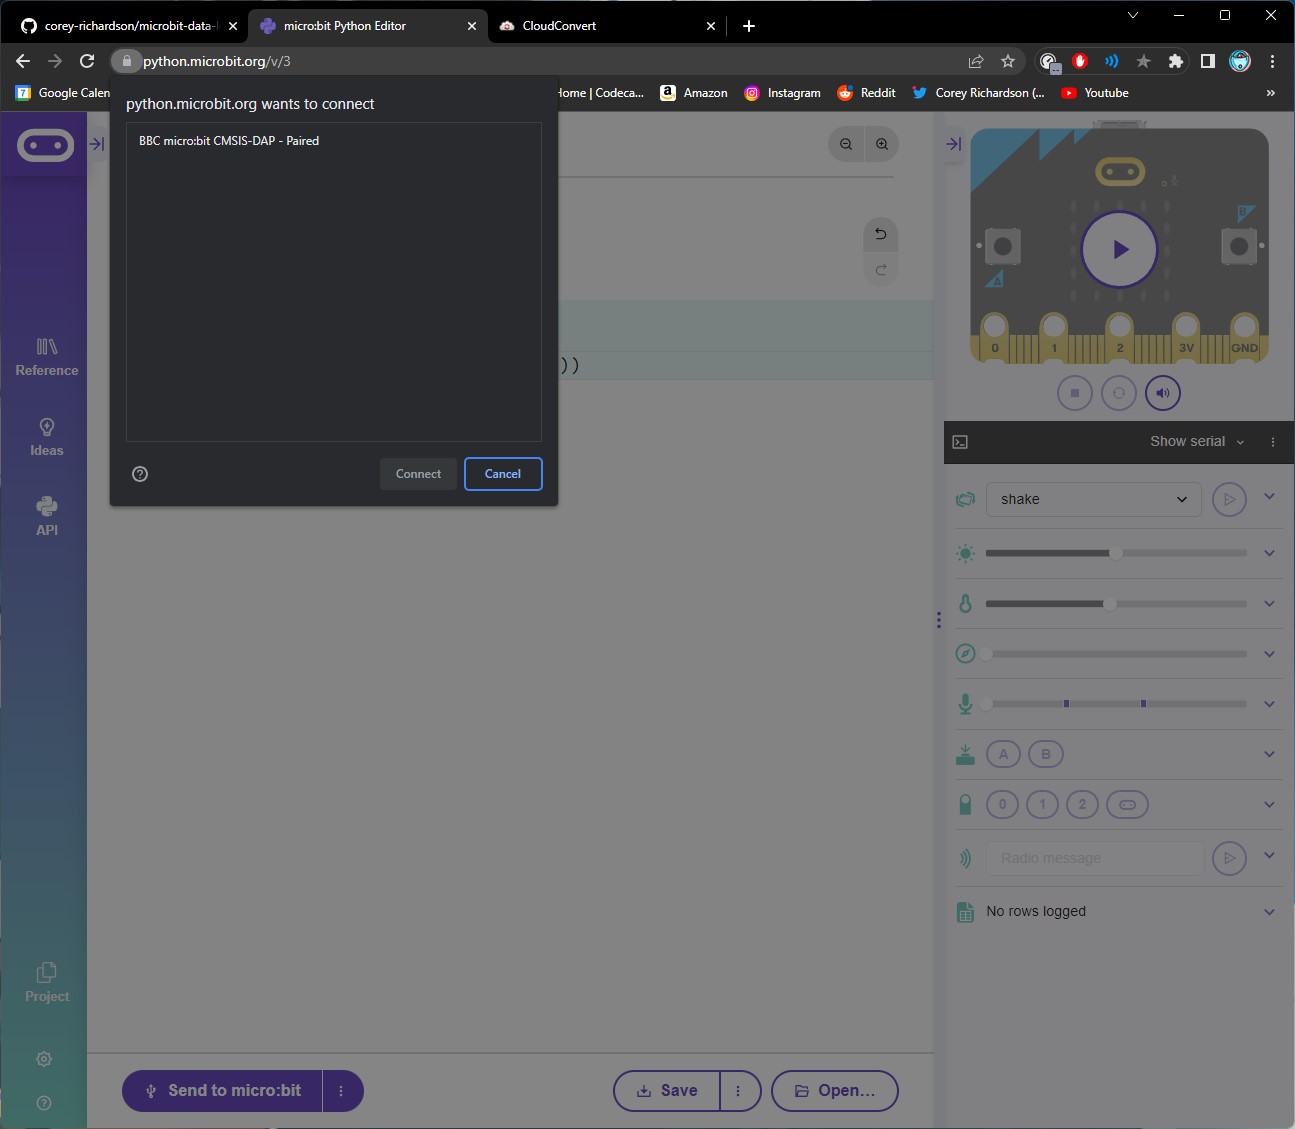 corey-richardson/microbit-data-l
micro:bit Python Editor
CloudConvert
python.microbit.org/v/3
7
Google Calen
Home | Codeca...
Amazon
Instagram
Reddit
Corey Richardson (...
Youtube
python.microbit.org wants to connect
BBC micro:bit CMSIS-DAP - Paired
Connect
Cancel
Reference
Ideas
API
Project
))
B
A
0
1
2
3V
GND
Show serial
shake
A
B
0
1
2
Radio message
No rows logged
Send to micro:bit
Save
Open...